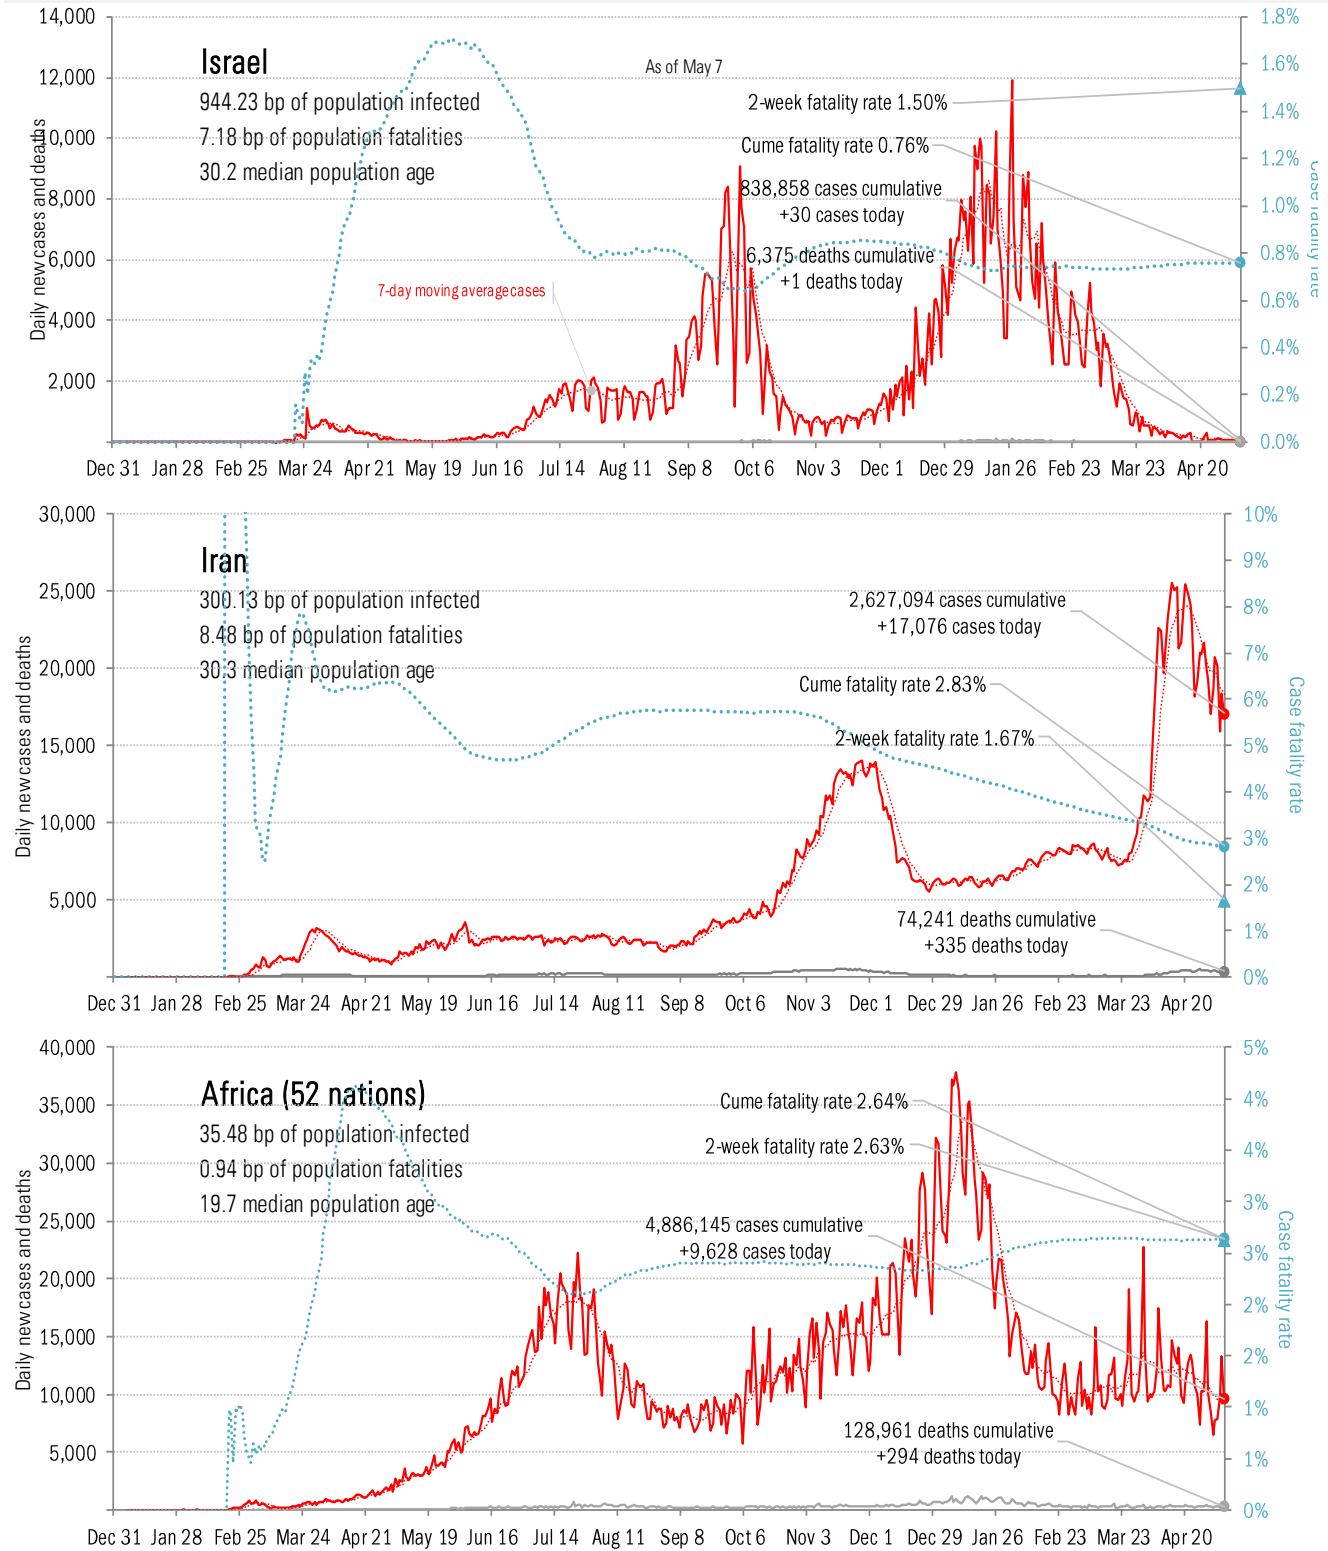 14,000
1.8%
Israel
As of May 7
12,000
1.6%
944.23 bp of population infected
2-week fatality rate 1.50%
1.4%
7.18 bp of population fatalities
10,000
Cume fatality rate 0.76%
1.2%
30.2 median population age
838,858 cases cumulative
+30 cases today
8,000
1.0%
6,375 deaths cumulative
+1 deaths today
6,000
0.8%
7-day moving average cases
0.6%
4,000
0.4%
2,000
0.2%
0.0%
Daily new cases and deaths
Case fatality rate
Dec 31 Jan 28 Feb 25 Mar 24 Apr 21 May 19 Jun 16 Jul 14 Aug 11 Sep 8 Oct 6 Nov 3 Dec 1 Dec 29 Jan 26 Feb 23 Mar 23 Apr 20
30,000
10%
Iran
9%
25,000
300.13 bp of population infected
2,627,094 cases cumulative
+17,076 cases today
8%
8.48 bp of population fatalities
7%
20,000
30.3 median population age
Cume fatality rate 2.83%
6%
2-week fatality rate 1.67%
15,000
5%
4%
10,000
3%
2%
5,000
74,241 deaths cumulative
+335 deaths today
1%
0%
Daily new cases and deaths
Case fatality rate
Dec 31 Jan 28 Feb 25 Mar 24 Apr 21 May 19 Jun 16 Jul 14 Aug 11 Sep 8 Oct 6 Nov 3 Dec 1 Dec 29 Jan 26 Feb 23 Mar 23 Apr 20
40,000
5%
Africa (52 nations)
Cume fatality rate 2.64%
35,000
4%
35.48 bp of population infected
2-week fatality rate 2.63%
4%
30,000
0.94 bp of population fatalities
19.7 median population age
3%
25,000
4,886,145 cases cumulative
+9,628 cases today
3%
20,000
2%
15,000
2%
10,000
1%
128,961 deaths cumulative
+294 deaths today
5,000
1%
0%
Daily new cases and deaths
Case fatality rate
Dec 31 Jan 28 Feb 25 Mar 24 Apr 21 May 19 Jun 16 Jul 14 Aug 11 Sep 8 Oct 6 Nov 3 Dec 1 Dec 29 Jan 26 Feb 23 Mar 23 Apr 20